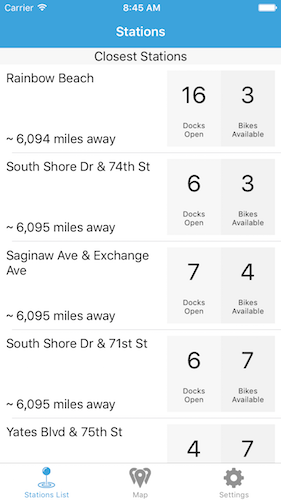 Carrier 8:45 AM
Stations
Closest Stations
Rainbow Beach
16 3
Docks Open Bikes Available
~ 6,094 miles away
South Shore Dr & 74th St
6 3
Docks Open Bikes Available
~ 6,095 miles away
Saginaw Ave & Exchange
Ave
7 4
Docks Open Bikes Available
~ 6,095 miles away
South Shore Dr & 71st St
6 7
Docks Open Bikes Available
~ 6,095 miles away
Yates Blvd & 75th St
4 7
Stations List Map Settings